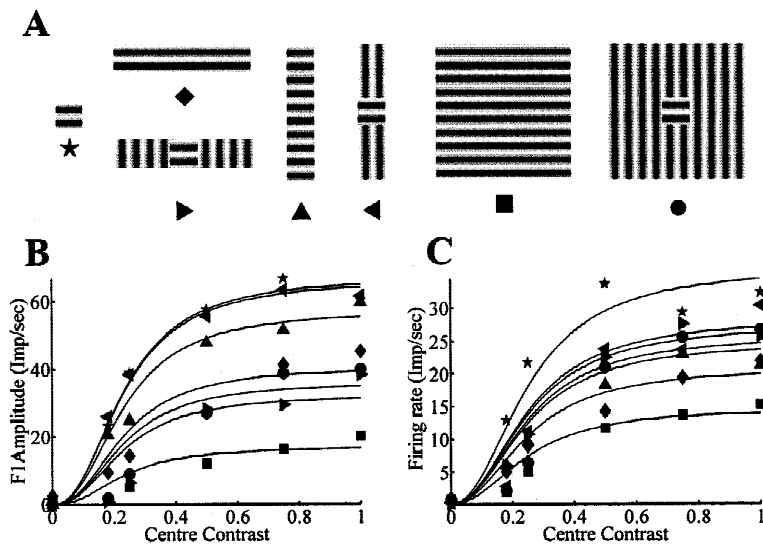 A
B
C
60
40
20
0
F1 Amplitude (Imp/sec)
0 0.2 0.4 0.6 0.8 1
Centre Contrast
30
25
20
15
10
5
Firing rate (Imp/sec)
0 0.2 0.4 0.6 0.8 1
Centre Contrast